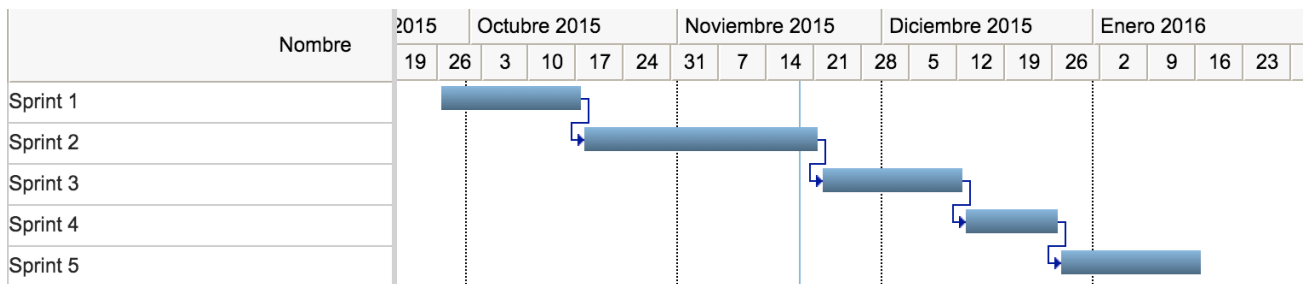 Nombre
2015 Octubre 2015 Noviembre 2015 Diciembre 2015 Enero 2016
19 26 3 10 17 24 31 7 14 21 28 5 12 19 26 2 9 16 23
Sprint 1
Sprint 2
Sprint 3
Sprint 4
Sprint 5